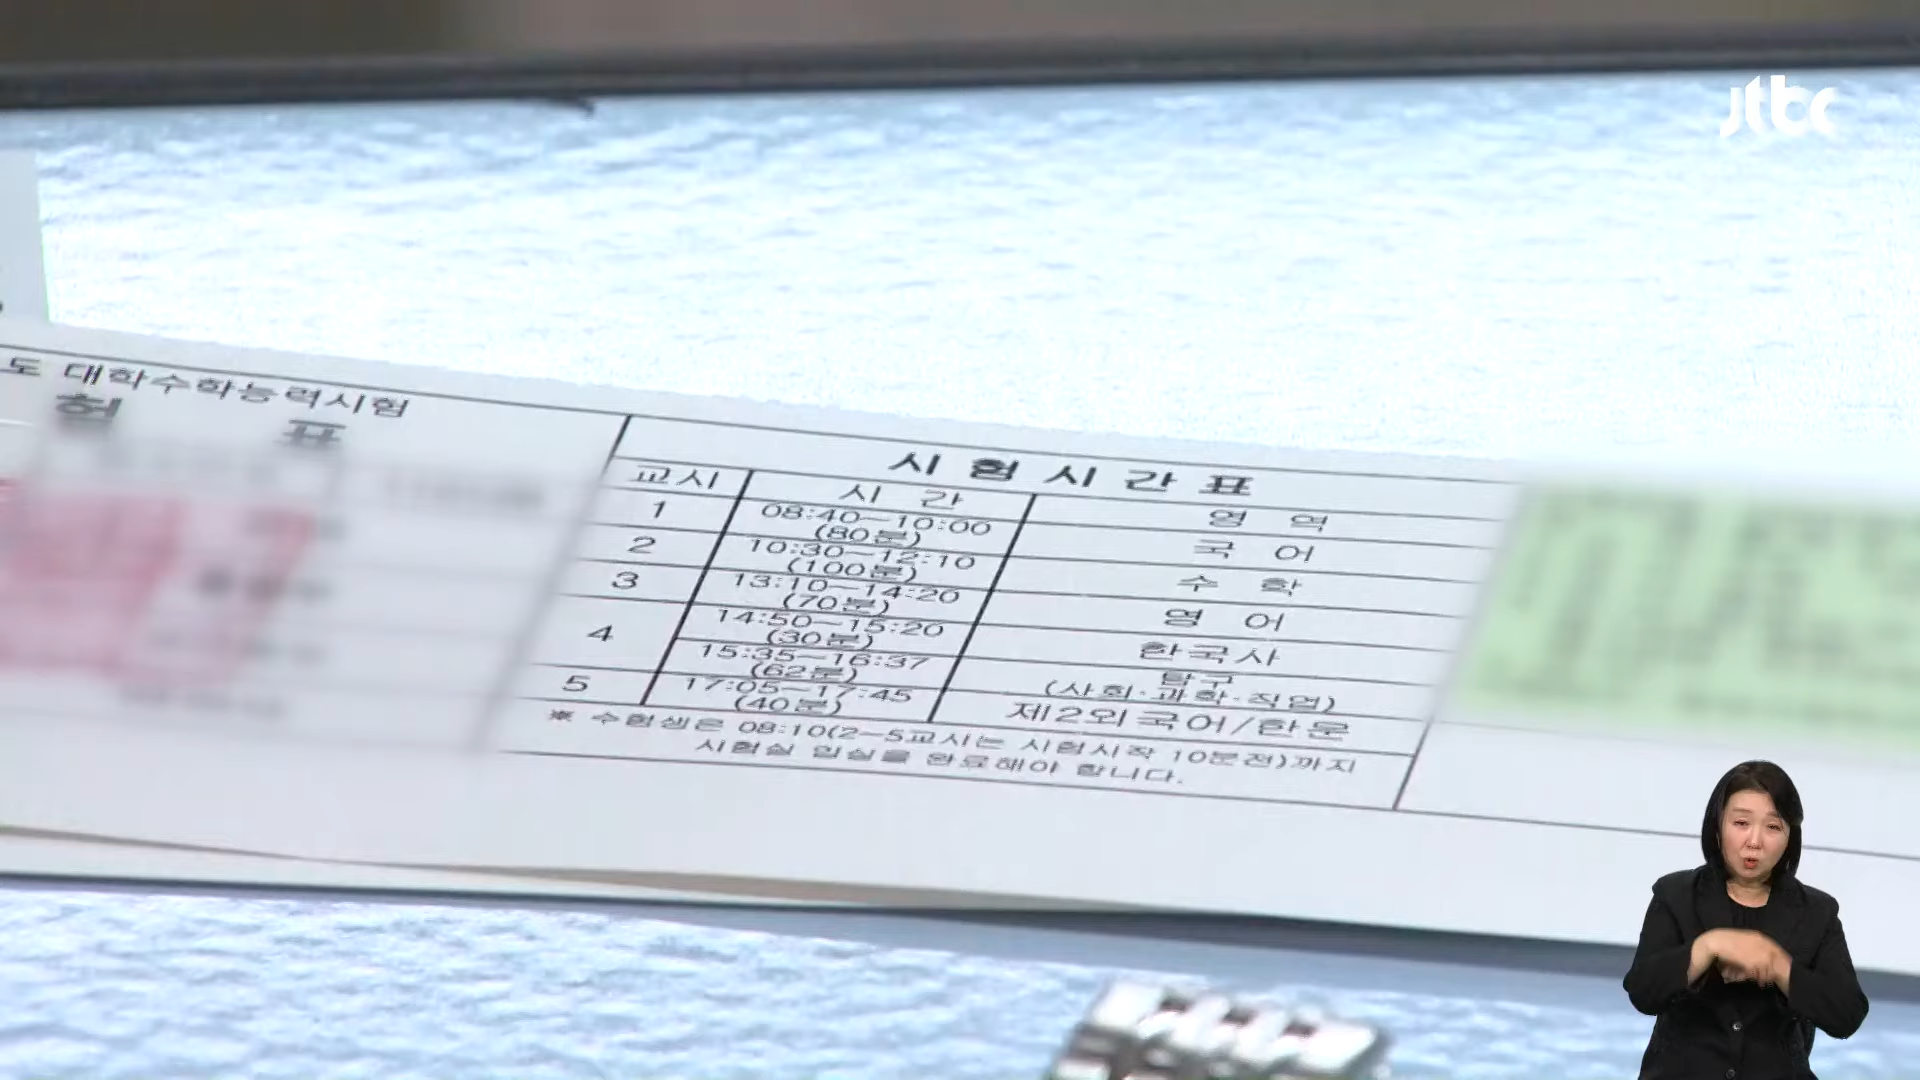 jtbc
도 대학수학능력시험
험 표
시 험 시 간 표
교시 시 간 영 역
1 08:40~10:00 (80분) 국 어
2 10:30~12:10 (100분) 수 학
3 13:10~14:20 (70분) 영 어
4 14:50~15:20 (30분) 한국사
15:35~16:37 (62분) 탐구 (사회·과학·직업)
5 17:05~17:45 (40분) 제2외국어/한문
※ 수험생은 08:10(2~5교시는 시험시작 10분전)까지
시험실 입실을 완료해야 합니다.